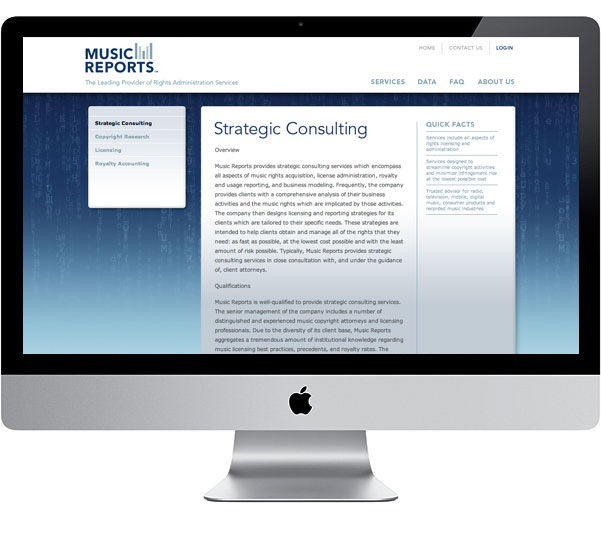 MUSIC
REPORTS™
The Leading Provider of Rights Administration Services
HOME
CONTACT US
LOGIN
SERVICES
DATA
FAQ
ABOUT US
Strategic Consulting
Copyright Research
Licensing
Royalty Accounting
Strategic Consulting
Overview
Music Reports provides strategic consulting services which encompass
all aspects of music rights acquisition, license administration, royalty
and usage reporting, and business modeling. Frequently, the company
provides clients with a comprehensive analysis of their business
activities and the music rights which are implicated by those activities.
The company then designs licensing and reporting strategies for its
clients which are tailored to their specific needs. These strategies are
intended to help clients obtain and manage all of the rights that they
need: as fast as possible, at the lowest cost possible and with the least
amount of risk possible. Typically, Music Reports provides strategic
consulting services in close consultation with, and under the guidance
of, client attorneys.
Qualifications
Music Reports is well-qualified to provide strategic consulting services.
The senior management of the company includes a number of
distinguished and experienced music copyright attorneys and licensing
professionals. Due to the diversity of its client base, Music Reports
aggregates a tremendous amount of institutional knowledge regarding
music licensing best practices, precedents, and royalty rates. The
QUICK FACTS
Services include all aspects of
rights licensing and
administration
Services designed to
streamline copyright activities
and minimize infringement risk
at the lowest possible cost
Trusted advisor for radio,
television, mobile, digital
music, consumer products and
recorded music industries